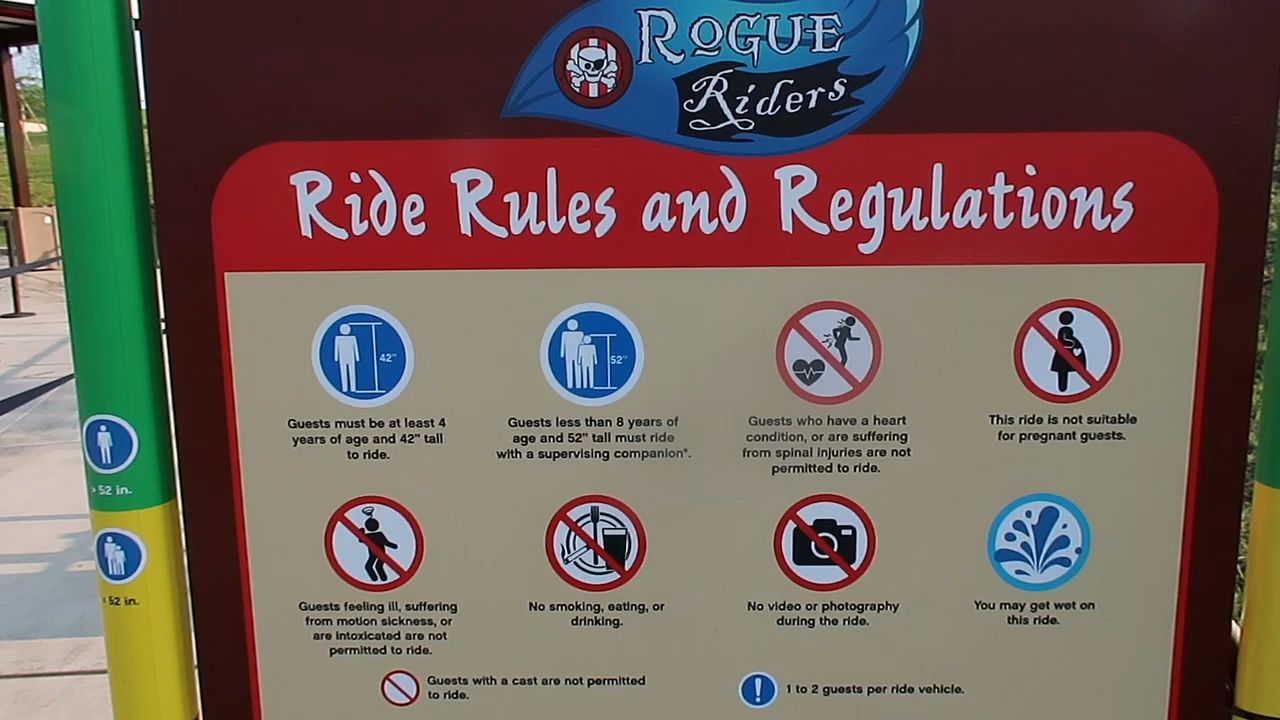 ROGUE
Riders
Ride Rules and Regulations
42"
52"
Guests must be at least 4
years of age and 42" tall
to ride.
Guests less than 8 years of
age and 52" tall must ride
with a supervising companion*.
Guests who have a heart
condition, or are suffering
from spinal injuries are not
permitted to ride.
This ride is not suitable
for pregnant guests.
> 52 in.
< 52 in.
Guests feeling ill, suffering
from motion sickness, or
are intoxicated are not
permitted to ride.
No smoking, eating, or
drinking.
No video or photography
during the ride.
You may get wet on
this ride.
Guests with a cast are not permitted
to ride.
1 to 2 guests per ride vehicle.